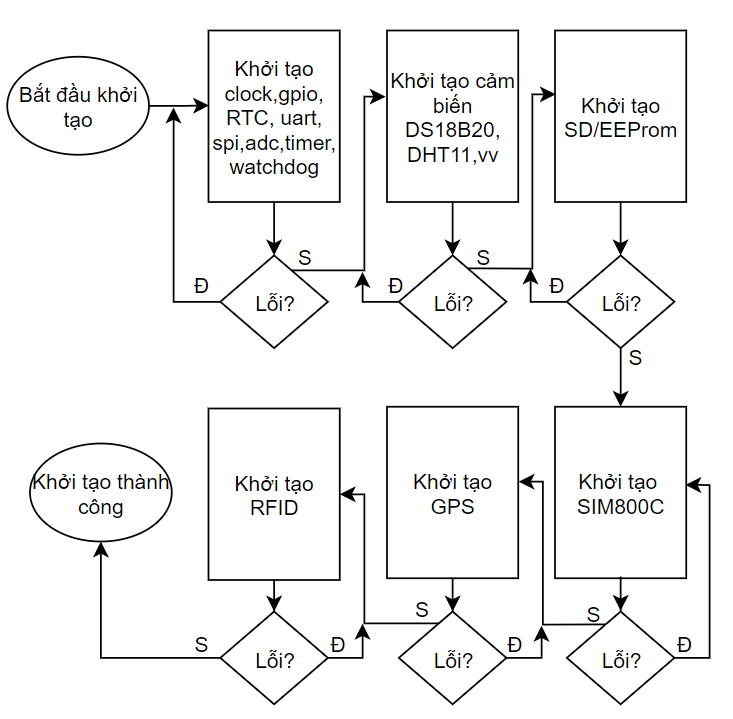 Bắt đầu khởi
tạo
Khởi tạo
clock,gpio,
RTC, uart,
spi,adc,timer,
watchdog
Khởi tạo cảm
biến
DS18B20,
DHT11,vv
Khởi tạo
SD/EEProm
Đ
Lỗi?
S
Đ
Lỗi?
S
Đ
Lỗi?
S
Khởi tạo
SIM800C
Khởi tạo
GPS
Khởi tạo
RFID
Khởi tạo thành
công
S
Lỗi?
Đ
S
Lỗi?
Đ
S
Lỗi?
Đ